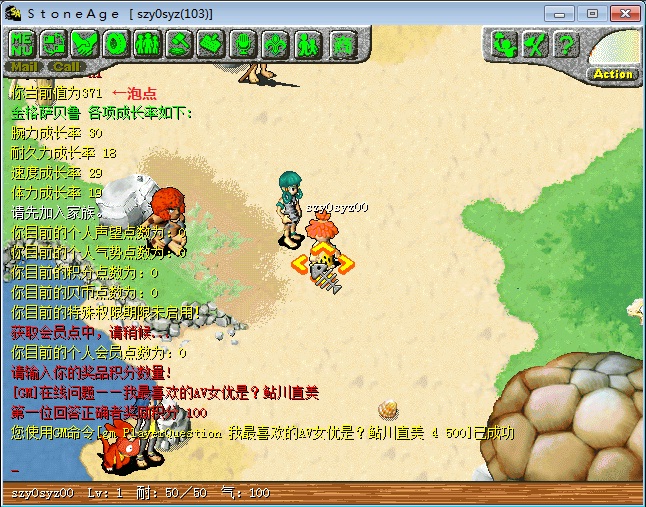 StoneAge [ szy0syz(103)]
MENU
Mail Call
Action
你当前值为371 ←泡点
金格萨贝鲁 各项成长率如下:
腕力成长率 30
耐久力成长率 18
速度成长率 29
体力成长率 19
请先加入家族。
szy0syz00
你目前的个人声望点数为：0
你目前的个人气势点为：0
你目前的积分点数为：0
你目前的贝币点数为：0
你目前的特殊权限期限未启用！
获取会员点中，请稍候...
你目前的个人会员点数为：0
请输入你的奖品积分数量！
[GM]在线问题——我最喜欢的AV女优是？鲇川直美
第一位回答正确者奖励积分 100
您使用GM命令[gm PlayerQuestion 我最喜欢的AV女优是？鲇川直美 4 500]已成功
szy0syz00 Lv: 1 耐: 50/50 气: 100